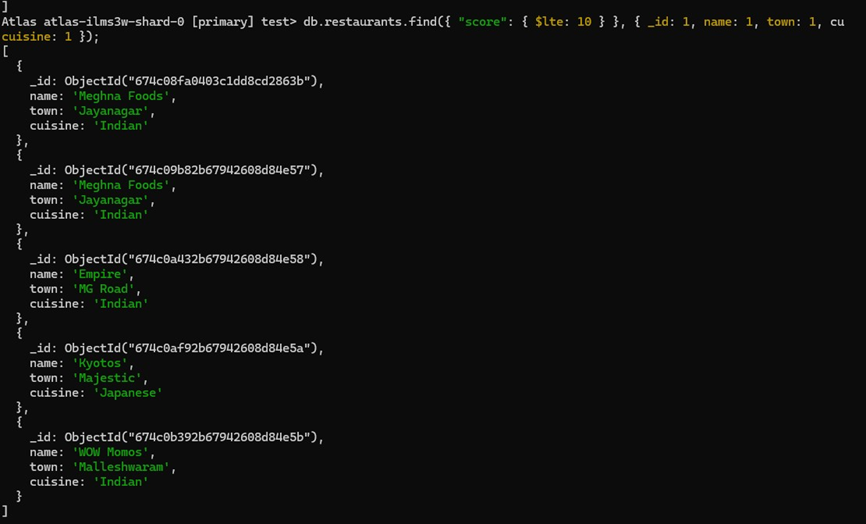 ]
Atlas atlas-ilms3w-shard-0 [primary] test> db.restaurants.find({ "score": { $lte: 10 } }, { _id: 1, name: 1, town: 1, cu
cuisine: 1 });
[
  {
    _id: ObjectId("674c08fa0403c1dd8cd2863b"),
    name: 'Meghna Foods',
    town: 'Jayanagar',
    cuisine: 'Indian'
  },
  {
    _id: ObjectId("674c09b82b67942608d84e57"),
    name: 'Meghna Foods',
    town: 'Jayanagar',
    cuisine: 'Indian'
  },
  {
    _id: ObjectId("674c0a432b67942608d84e58"),
    name: 'Empire',
    town: 'MG Road',
    cuisine: 'Indian'
  },
  {
    _id: ObjectId("674c0af92b67942608d84e5a"),
    name: 'Kyotos',
    town: 'Majestic',
    cuisine: 'Japanese'
  },
  {
    _id: ObjectId("674c0b392b67942608d84e5b"),
    name: 'WOW Momos',
    town: 'Malleshwaram',
    cuisine: 'Indian'
  }
]